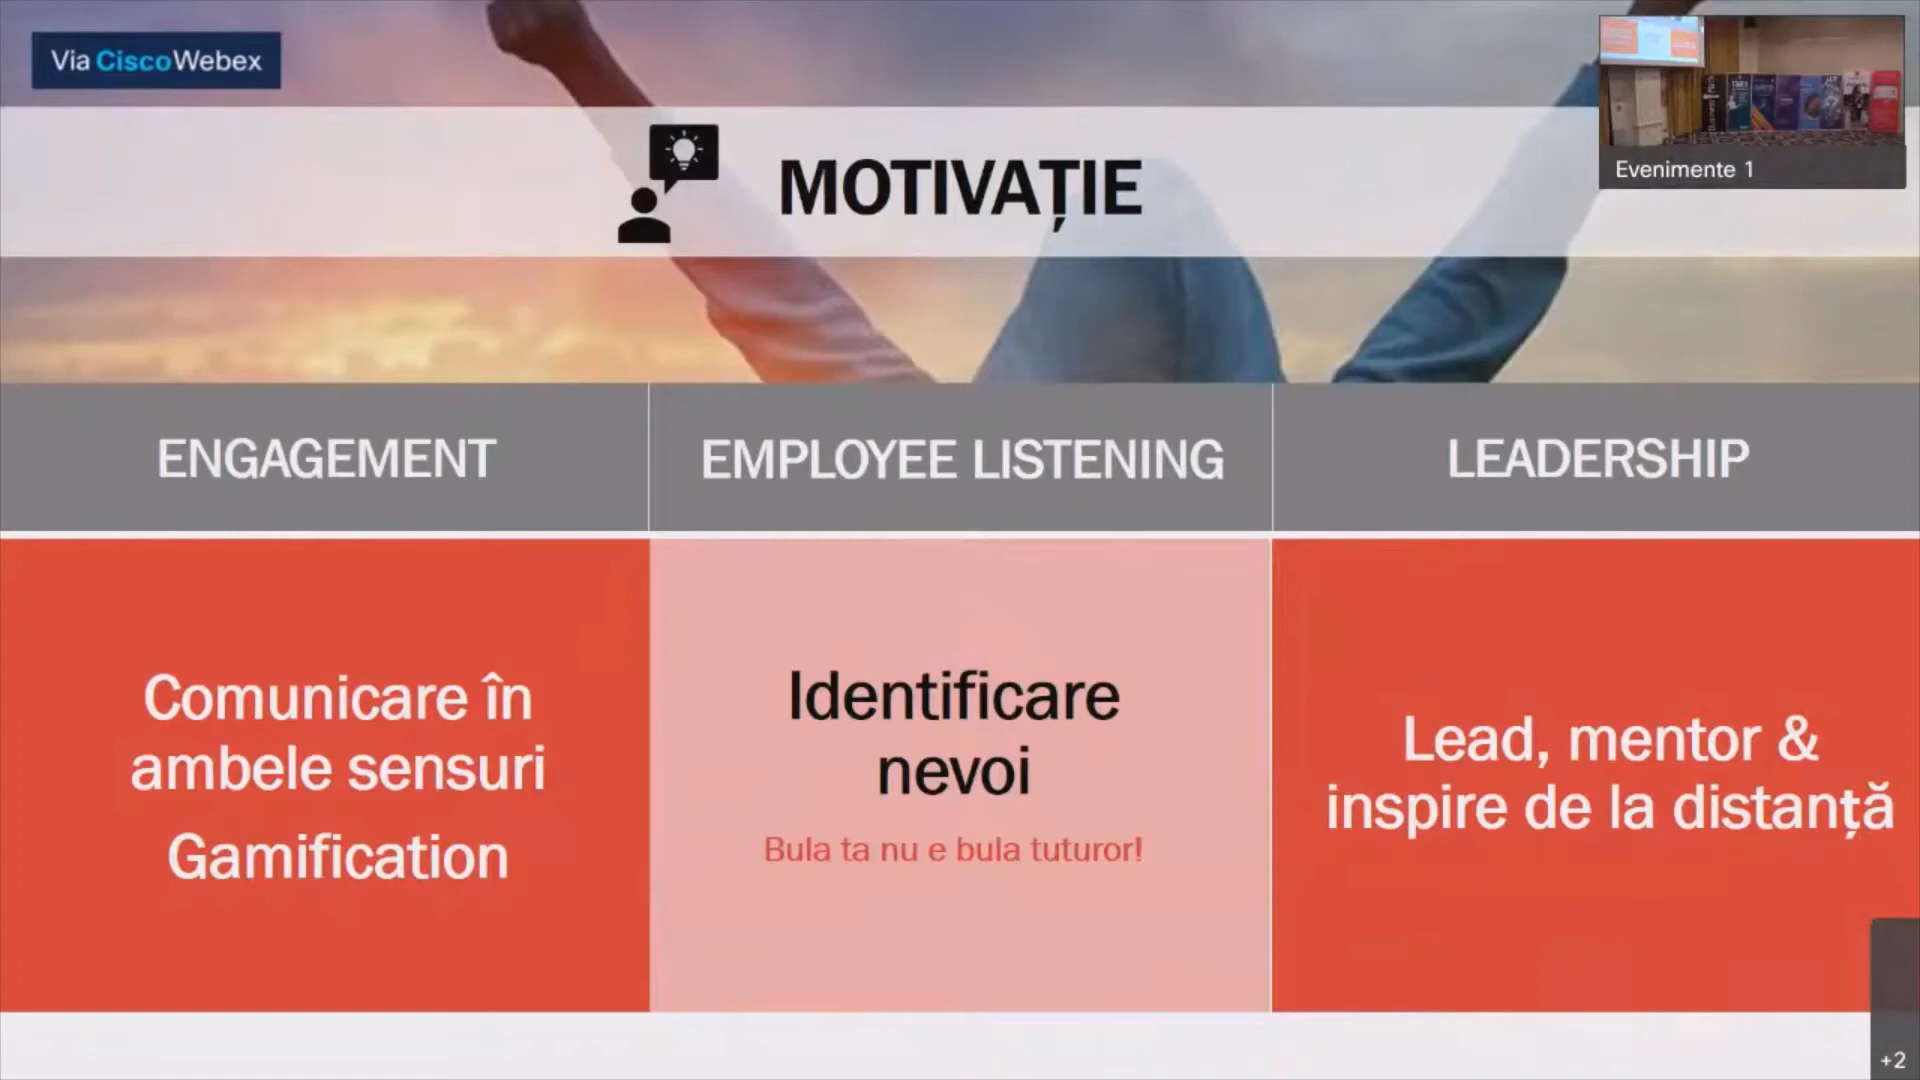 Via CiscoWebex
Evenimente 1
MOTIVAȚIE
ENGAGEMENT
EMPLOYEE LISTENING
LEADERSHIP
Comunicare în
ambele sensuri
Gamification
Identificare
nevoi
Bula ta nu e bula tuturor!
Lead, mentor &
inspire de la distanță
+2